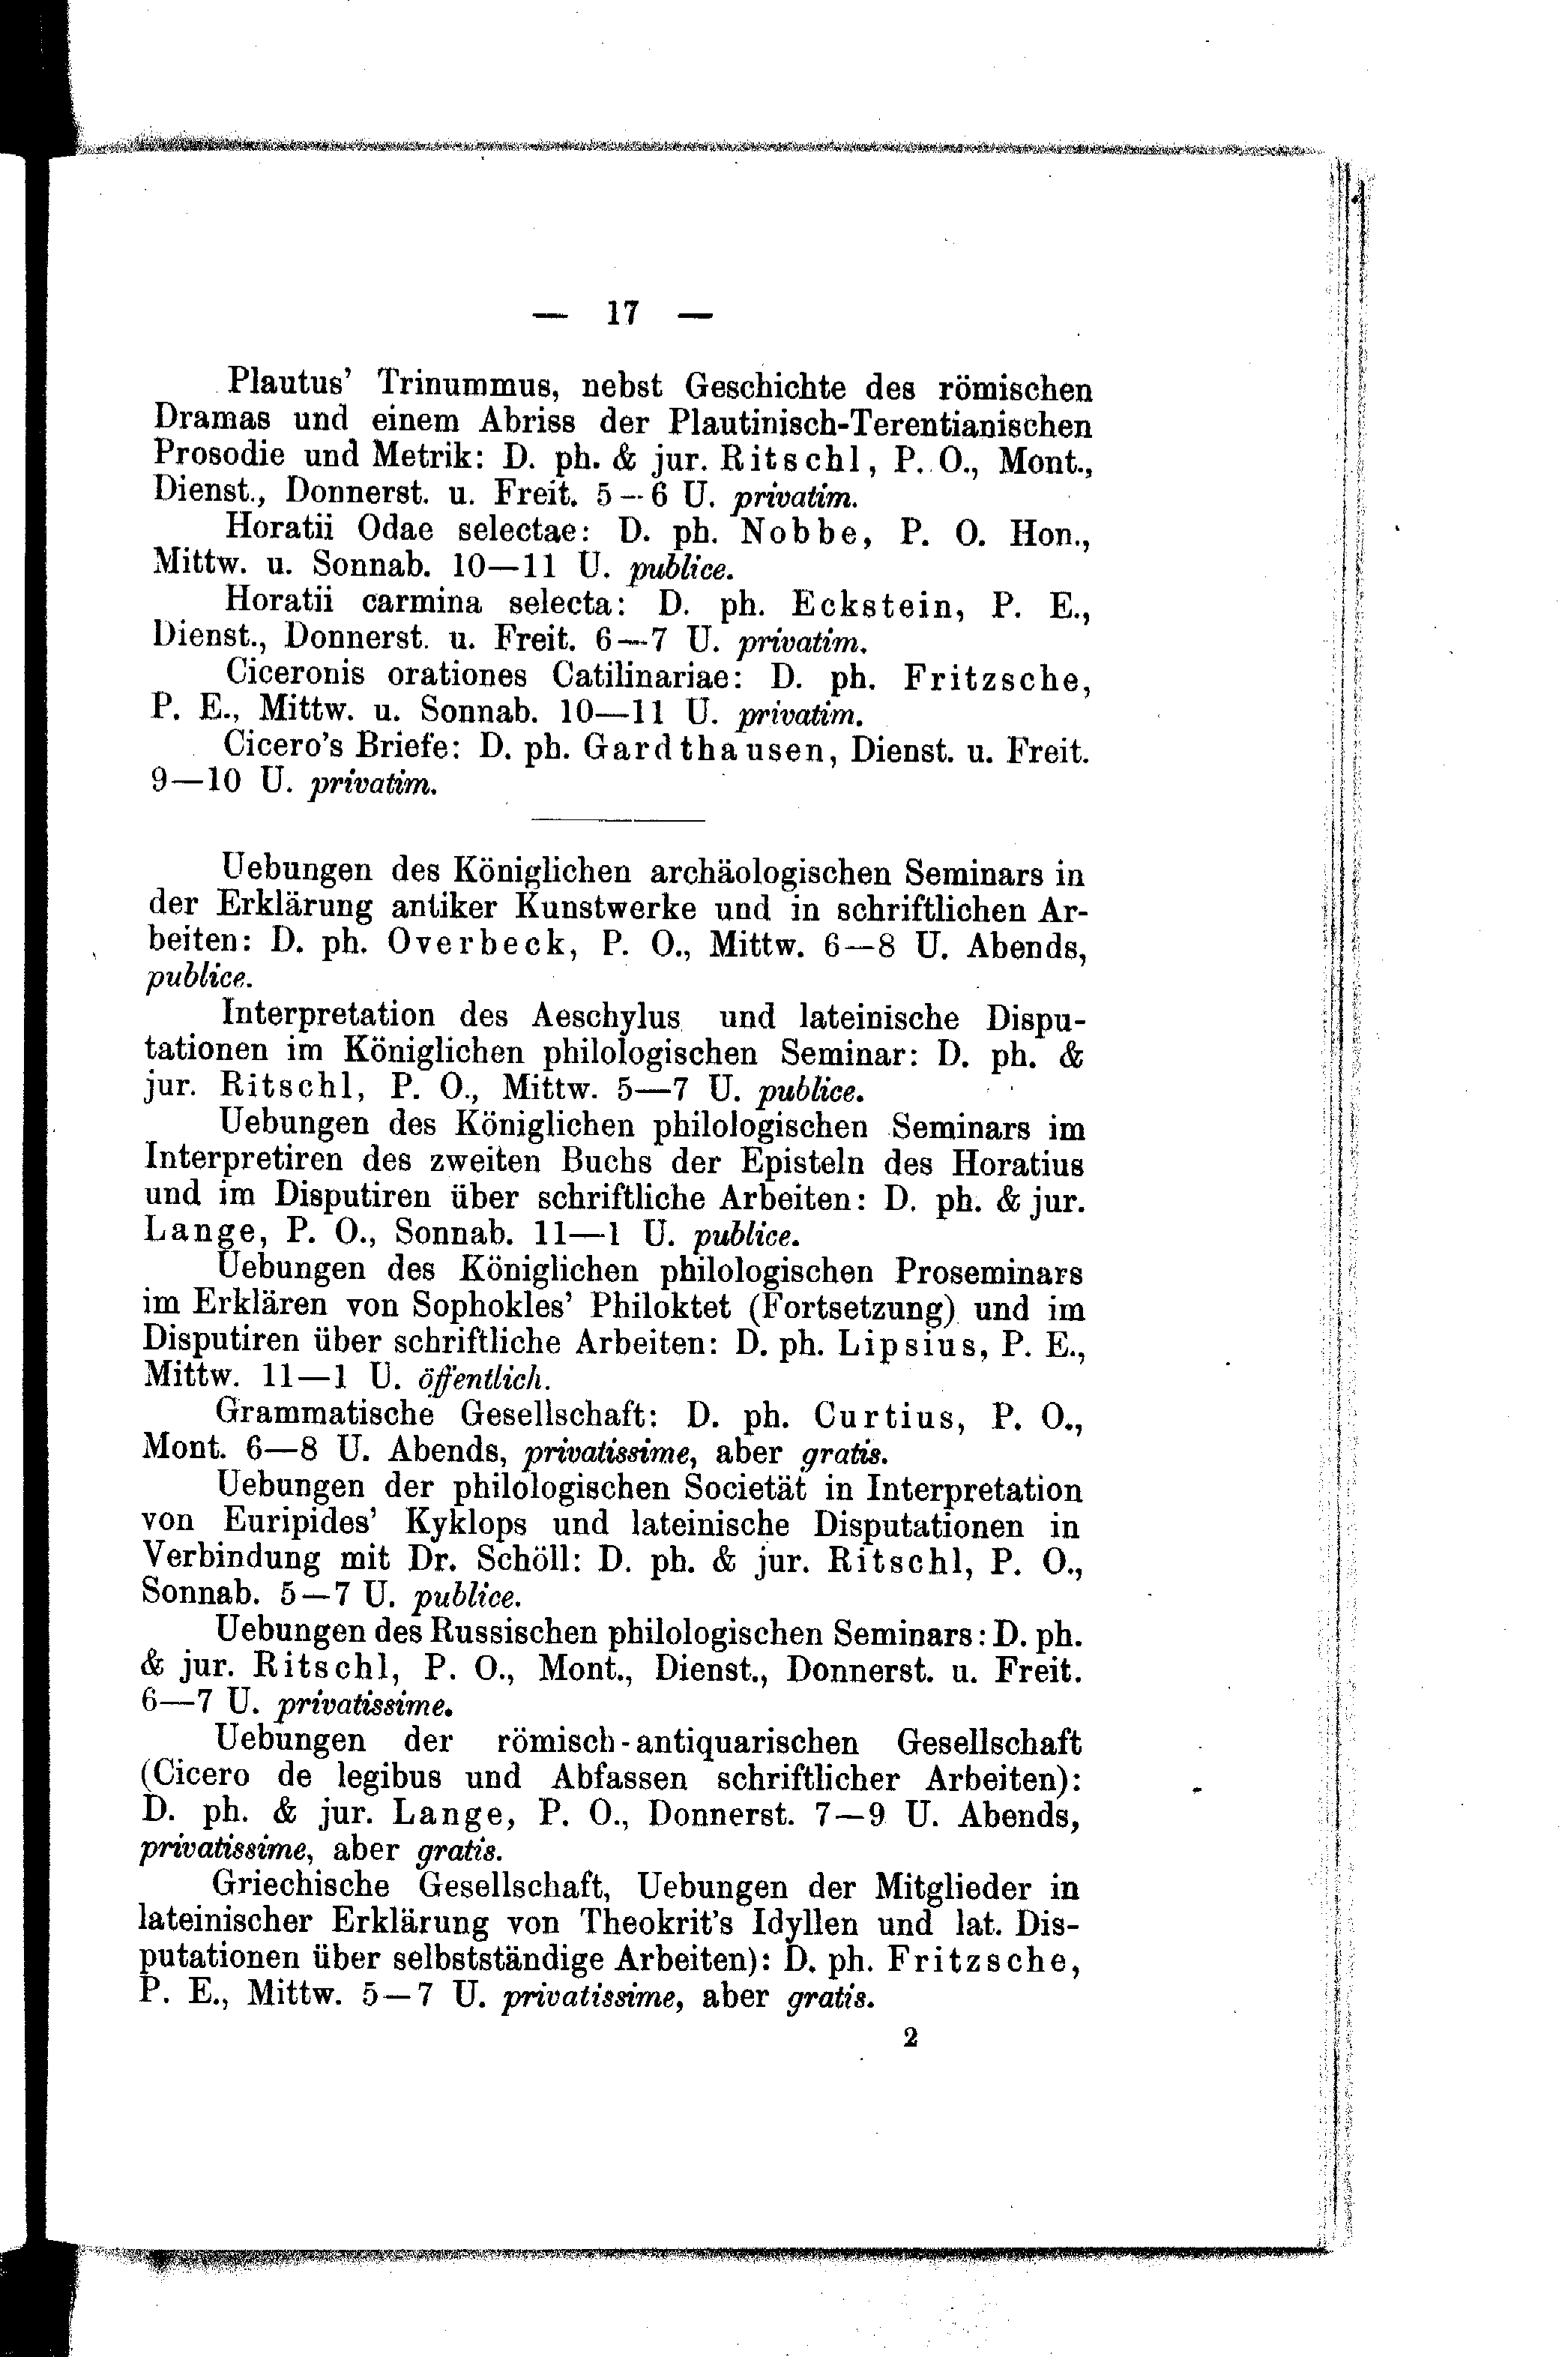 — 17 —
Plautus’ Trinummus, nebst Geschichte des römischen
Dramas und einem Abriss der Plautinisch-Terentianischen
Prosodie und Metrik: D. ph. & jur. Ritschl, P. O., Mont.,
Dienst., Donnerst. u. Freit. 5—6 U. privatim.
Horatii Odae selectae: D. ph. Nobbe, P. O. Hon.,
Mittw. u. Sonnab. 10—11 U. publice.
Horatii carmina selecta: D. ph. Eckstein, P. E.,
Dienst., Donnerst. u. Freit. 6—7 U. privatim.
Ciceronis orationes Catilinariae: D. ph. Fritzsche,
P. E., Mittw. u. Sonnab. 10—11 U. privatim.
Cicero’s Briefe: D. ph. Gardthausen, Dienst. u. Freit.
9—10 U. privatim.
Uebungen des Königlichen archäologischen Seminars in
der Erklärung antiker Kunstwerke und in schriftlichen Ar-
beiten: D. ph. Overbeck, P. O., Mittw. 6—8 U. Abends,
publice.
Interpretation des Aeschylus und lateinische Dispu-
tationen im Königlichen philologischen Seminar: D. ph. &
jur. Ritschl, P. O., Mittw. 5—7 U. publice.
Uebungen des Königlichen philologischen Seminars im
Interpretiren des zweiten Buchs der Episteln des Horatius
und im Disputiren über schriftliche Arbeiten: D. ph. & jur.
Lange, P. O., Sonnab. 11—1 U. publice.
Uebungen des Königlichen philologischen Proseminars
im Erklären von Sophokles’ Philoktet (Fortsetzung) und im
Disputiren über schriftliche Arbeiten: D. ph. Lipsius, P. E.,
Mittw. 11—1 U. öffentlich.
Grammatische Gesellschaft: D. ph. Curtius, P. O.,
Mont. 6—8 U. Abends, privatissime, aber gratis.
Uebungen der philologischen Societät in Interpretation
von Euripides’ Kyklops und lateinische Disputationen in
Verbindung mit Dr. Schöll: D. ph. & jur. Ritschl, P. O.,
Sonnab. 5—7 U. publice.
Uebungen des Russischen philologischen Seminars: D. ph.
& jur. Ritschl, P. O., Mont., Dienst., Donnerst. u. Freit.
6—7 U. privatissime.
Uebungen der römisch-antiquarischen Gesellschaft
(Cicero de legibus und Abfassen schriftlicher Arbeiten):
D. ph. & jur. Lange, P. O., Donnerst. 7—9 U. Abends,
privatissime, aber gratis.
Griechische Gesellschaft, Uebungen der Mitglieder in
lateinischer Erklärung von Theokrit’s Idyllen und lat. Dis-
putationen über selbstständige Arbeiten): D. ph. Fritzsche,
P. E., Mittw. 5—7 U. privatissime, aber gratis.
2